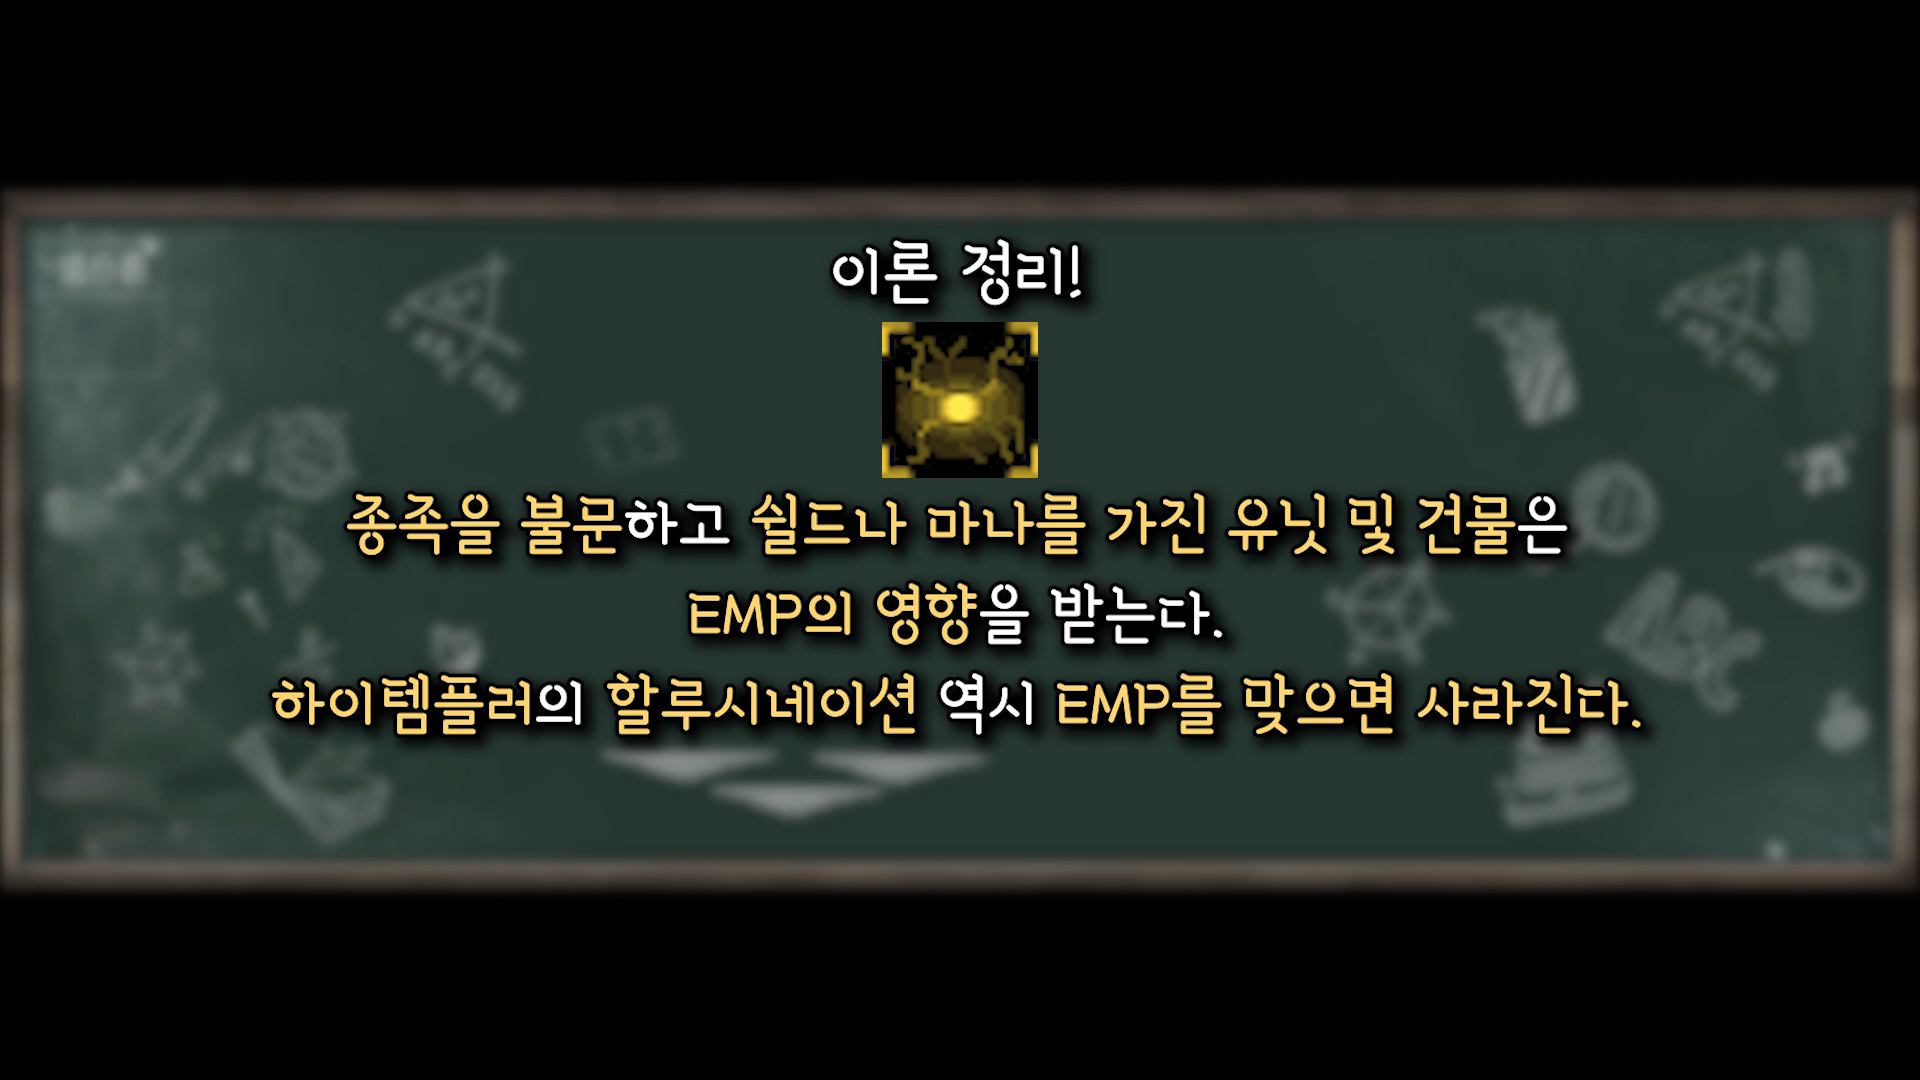 이론 정리!
종족을 불문하고 쉴드나 마나를 가진 유닛 및 건물은
EMP의 영향을 받는다.
하이템플러의 할루시네이션 역시 EMP를 맞으면 사라진다.